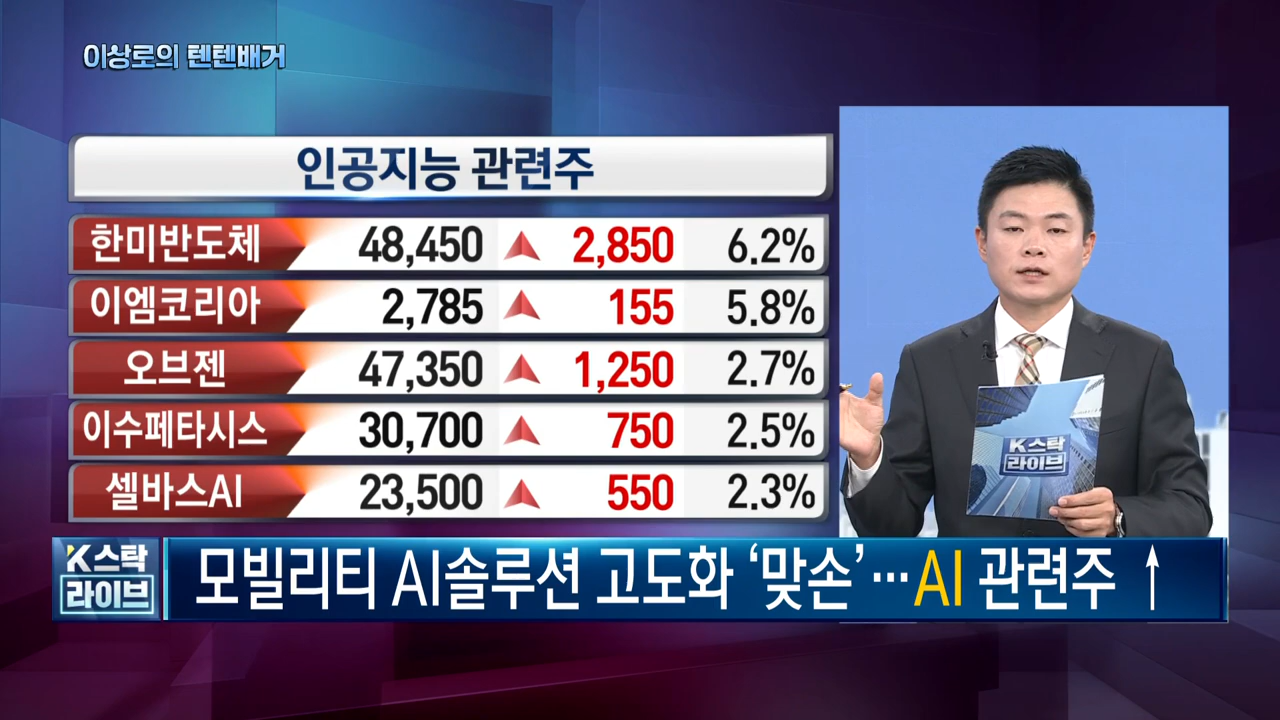 이상로의 텐텐배거
인공지능 관련주
한미반도체 48,450 ▲ 2,850 6.2%
이엠코리아 2,785 ▲ 155 5.8%
오브젠 47,350 ▲ 1,250 2.7%
이수페타시스 30,700 ▲ 750 2.5%
셀바스AI 23,500 ▲ 550 2.3%
K스탁
라이브
K스탁
라이브
모빌리티 AI솔루션 고도화 ‘맞손’…AI 관련주 ↑